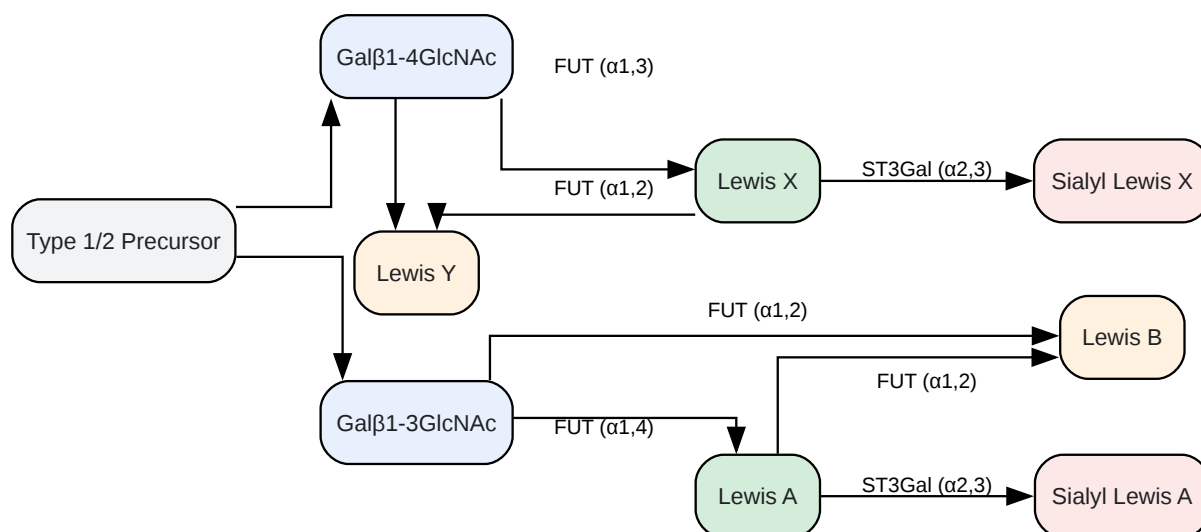 Galβ1-4GlcNAc
FUT (α1,3)
Lewis X
ST3Gal (α2,3)
Sialyl Lewis X
FUT (α1,2)
Type 1/2 Precursor
Lewis Y
FUT (α1,2)
Lewis B
FUT (α1,2)
Galβ1-3GlcNAc
FUT (α1,4)
Lewis A
ST3Gal (α2,3)
Sialyl Lewis A